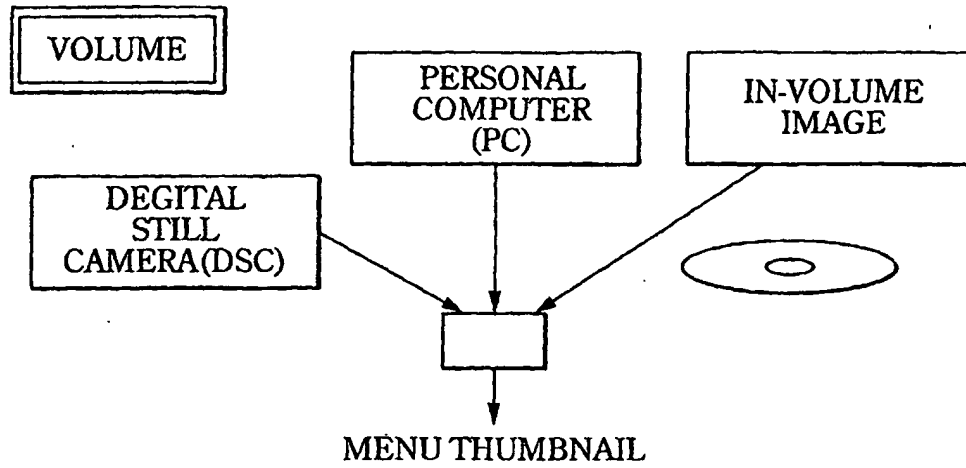 VOLUME
PERSONAL
COMPUTER
(PC)
IN-VOLUME
IMAGE
DEGITAL
STILL
CAMERA(DSC)
MENU THUMBNAIL